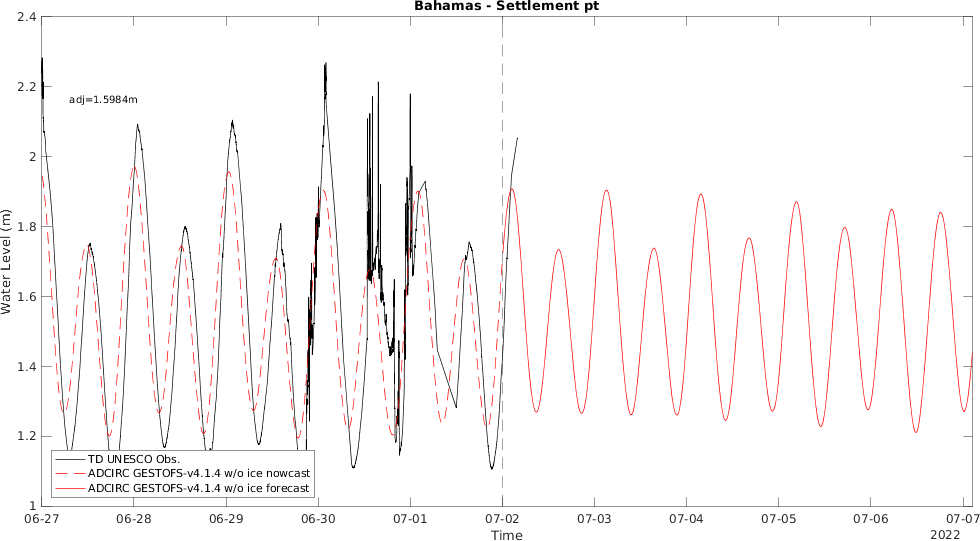 Bahamas - Settlement pt
2.4
2.2
2
1.8
1.6
1.4
1.2
1
Water Level (m)
adj=1.5984m
TD UNESCO Obs.
ADCIRC GESTOFS-v4.1.4 w/o ice nowcast
ADCIRC GESTOFS-v4.1.4 w/o ice forecast
06-27 06-28 06-29 06-30 07-01 07-02 07-03 07-04 07-05 07-06 07-07
Time
2022